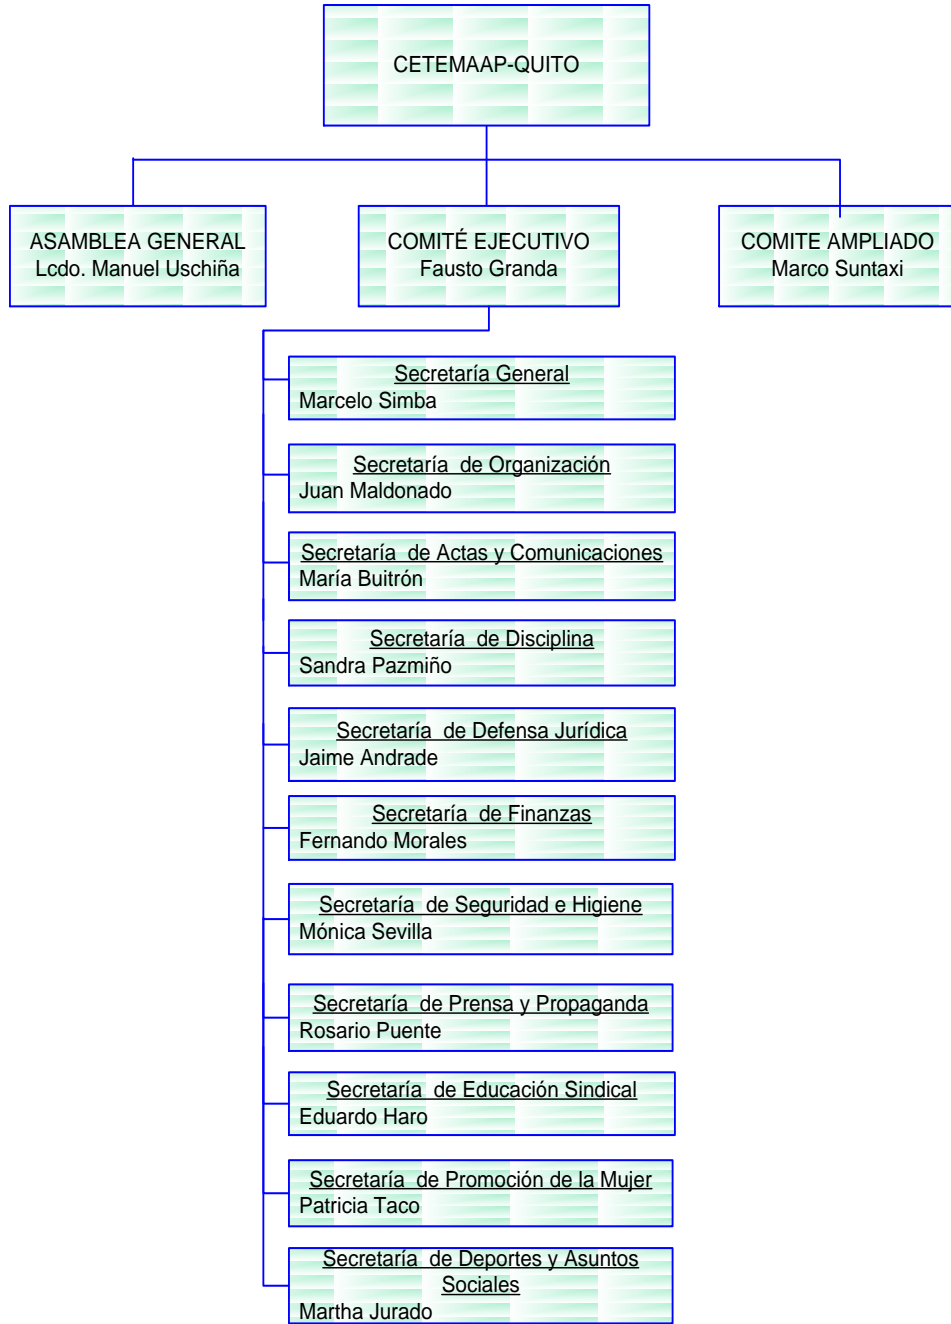 CETEMAAP-QUITO
ASAMBLEA GENERAL
Lcdo. Manuel Uschiña
COMITÉ EJECUTIVO
Fausto Granda
COMITE AMPLIADO
Marco Suntaxi
Secretaría General
Marcelo Simba
Secretaría de Organización
Juan Maldonado
Secretaría de Actas y Comunicaciones
María Buitrón
Secretaría de Disciplina
Sandra Pazmiño
Secretaría de Defensa Jurídica
Jaime Andrade
Secretaría de Finanzas
Fernando Morales
Secretaría de Seguridad e Higiene
Mónica Sevilla
Secretaría de Prensa y Propaganda
Rosario Puente
Secretaría de Educación Sindical
Eduardo Haro
Secretaría de Promoción de la Mujer
Patricia Taco
Secretaría de Deportes y Asuntos
Sociales
Martha Jurado